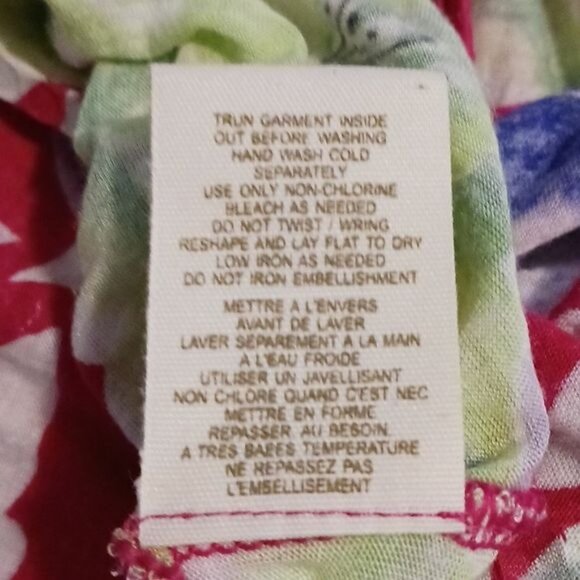 TRUN GARMENT INSIDE
OUT BEFORE WASHING
HAND WASH COLD
SEPARATELY
USE ONLY NON-CHLORINE
BLEACH AS NEEDED
DO NOT TWIST / WRING
RESHAPE AND LAY FLAT TO DRY
LOW IRON AS NEEDED
DO NOT IRON EMBELLISHMENT
METTRE A L'ENVERS
AVANT DE LAVER
LAVER SÉPAREMENT A LA MAIN
A L'EAU FROIDE
UTILISER UN JAVELLISANT
NON CHLORE QUAND C'EST NEC
METTRE EN FORME
REPASSER AU BESOIN.
A TRÉS BABES TEMPERATURE
NE REPASSEZ PAS
L'EMBELLISEMENT